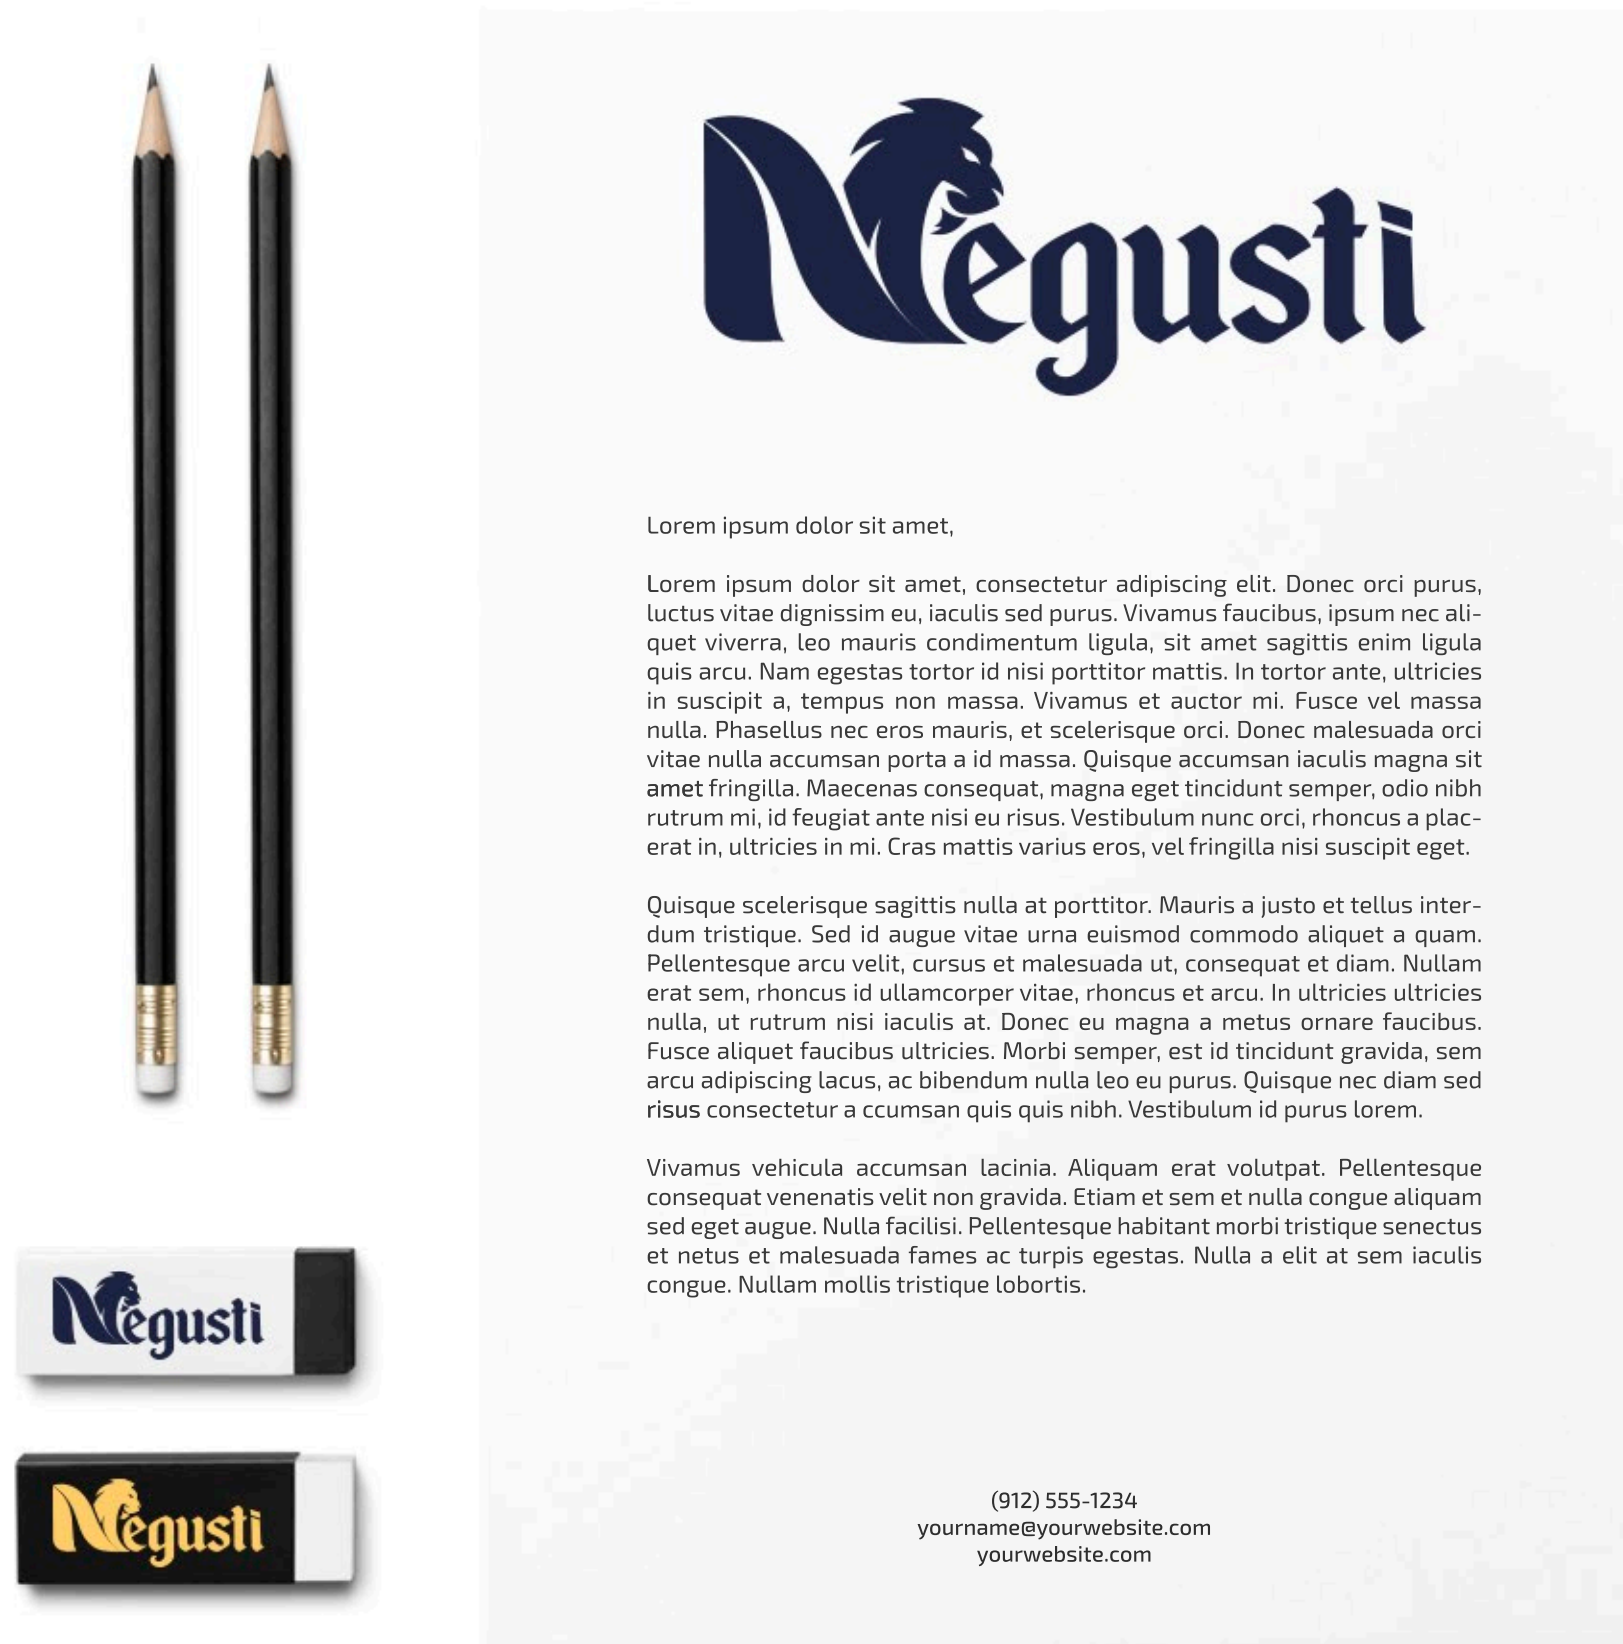 Negusti
Lorem ipsum dolor sit amet,
Lorem ipsum dolor sit amet, consectetur adipiscing elit. Donec orci purus,
luctus vitae dignissim eu, iaculis sed purus. Vivamus faucibus, ipsum nec ali-
quet viverra, leo mauris condimentum ligula, sit amet sagittis enim ligula
quis arcu. Nam egestas tortor id nisi porttitor mattis. In tortor ante, ultricies
in suscipit a, tempus non massa. Vivamus et auctor mi. Fusce vel massa
nulla. Phasellus nec eros mauris, et scelerisque orci. Donec malesuada orci
vitae nulla accumsan porta a id massa. Quisque accumsan iaculis magna sit
amet fringilla. Maecenas consequat, magna eget tincidunt semper, odio nibh
rutrum mi, id feugiat ante nisi eu risus. Vestibulum nunc orci, rhoncus a plac-
erat in, ultricies in mi. Cras mattis varius eros, vel fringilla nisi suscipit eget.
Quisque scelerisque sagittis nulla at porttitor. Mauris a justo et tellus inter-
dum tristique. Sed id augue vitae urna euismod commodo aliquet a quam.
Pellentesque arcu velit, cursus et malesuada ut, consequat et diam. Nullam
erat sem, rhoncus id ullamcorper vitae, rhoncus et arcu. In ultricies ultricies
nulla, ut rutrum nisi iaculis at. Donec eu magna a metus ornare faucibus.
Fusce aliquet faucibus ultricies. Morbi semper, est id tincidunt gravida, sem
arcu adipiscing lacus, ac bibendum nulla leo eu purus. Quisque nec diam sed
risus consectetur a ccumsan quis quis nibh. Vestibulum id purus lorem.
Vivamus vehicula accumsan lacinia. Aliquam erat volutpat. Pellentesque
consequat venenatis velit non gravida. Etiam et sem et nulla congue aliquam
sed eget augue. Nulla facilisi. Pellentesque habitant morbi tristique senectus
et netus et malesuada fames ac turpis egestas. Nulla a elit at sem iaculis
congue. Nullam mollis tristique lobortis.
(912) 555-1234
yourname@yourwebsite.com
yourwebsite.com
Negusti
Negusti